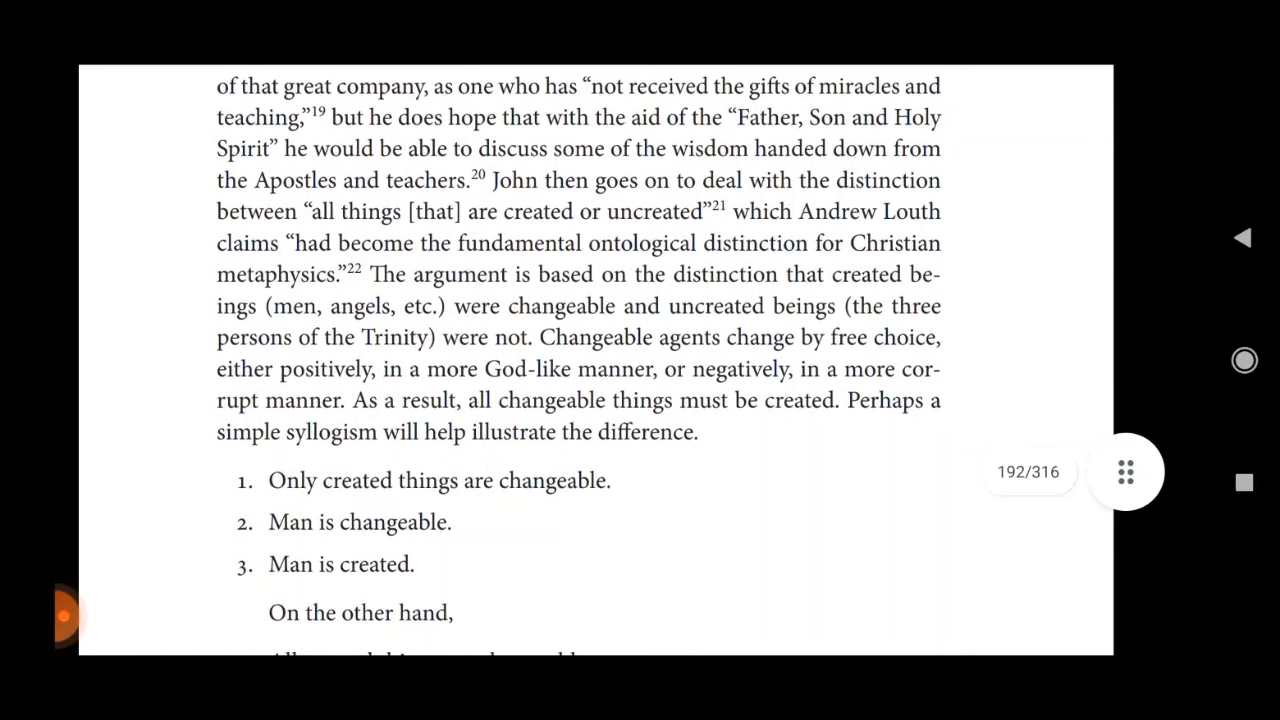 of that great company, as one who has “not received the gifts of miracles and
teaching,”19 but he does hope that with the aid of the “Father, Son and Holy
Spirit” he would be able to discuss some of the wisdom handed down from
the Apostles and teachers.20 John then goes on to deal with the distinction
between “all things [that] are created or uncreated”21 which Andrew Louth
claims “had become the fundamental ontological distinction for Christian
metaphysics.”22 The argument is based on the distinction that created be-
ings (men, angels, etc.) were changeable and uncreated beings (the three
persons of the Trinity) were not. Changeable agents change by free choice,
either positively, in a more God-like manner, or negatively, in a more cor-
rupt manner. As a result, all changeable things must be created. Perhaps a
simple syllogism will help illustrate the difference.
192/316
1. Only created things are changeable.
2. Man is changeable.
3. Man is created.
On the other hand,